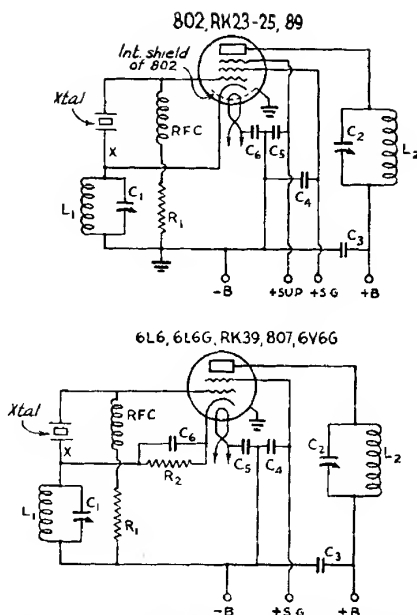 802, RK23-25, 89
Int. shield
of 802
Xtal
X
RFC
C6
C5
C2
L2
C4
L1
C1
R1
C3
-B
+SUP
+SG
+B
6L6, 6L6G, RK39, 807, 6V6G
Xtal
X
RFC
C6
R2
C5
C4
C2
L2
L1
C1
R1
C3
-B
+SG
+B